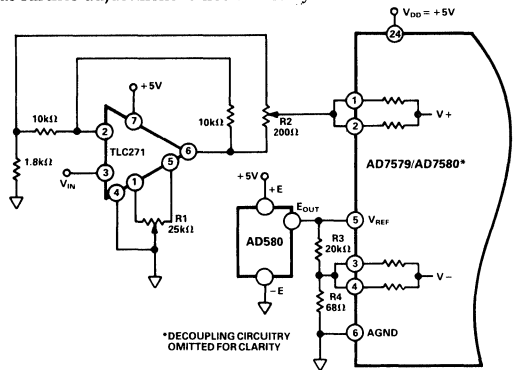 V_DD = +5V
24
+5V
10kΩ
7
10kΩ
R2
200Ω
1
2
V+
2
TLC271
6
AD7579/AD7580*
1.8kΩ
V_IN
3
5
4
1
+5V
+E
E_OUT
5
V_REF
R1
25kΩ
AD580
R3
20kΩ
3
4
V−
−E
R4
68Ω
6
AGND
*DECOUPLING CIRCUITRY
OMITTED FOR CLARITY